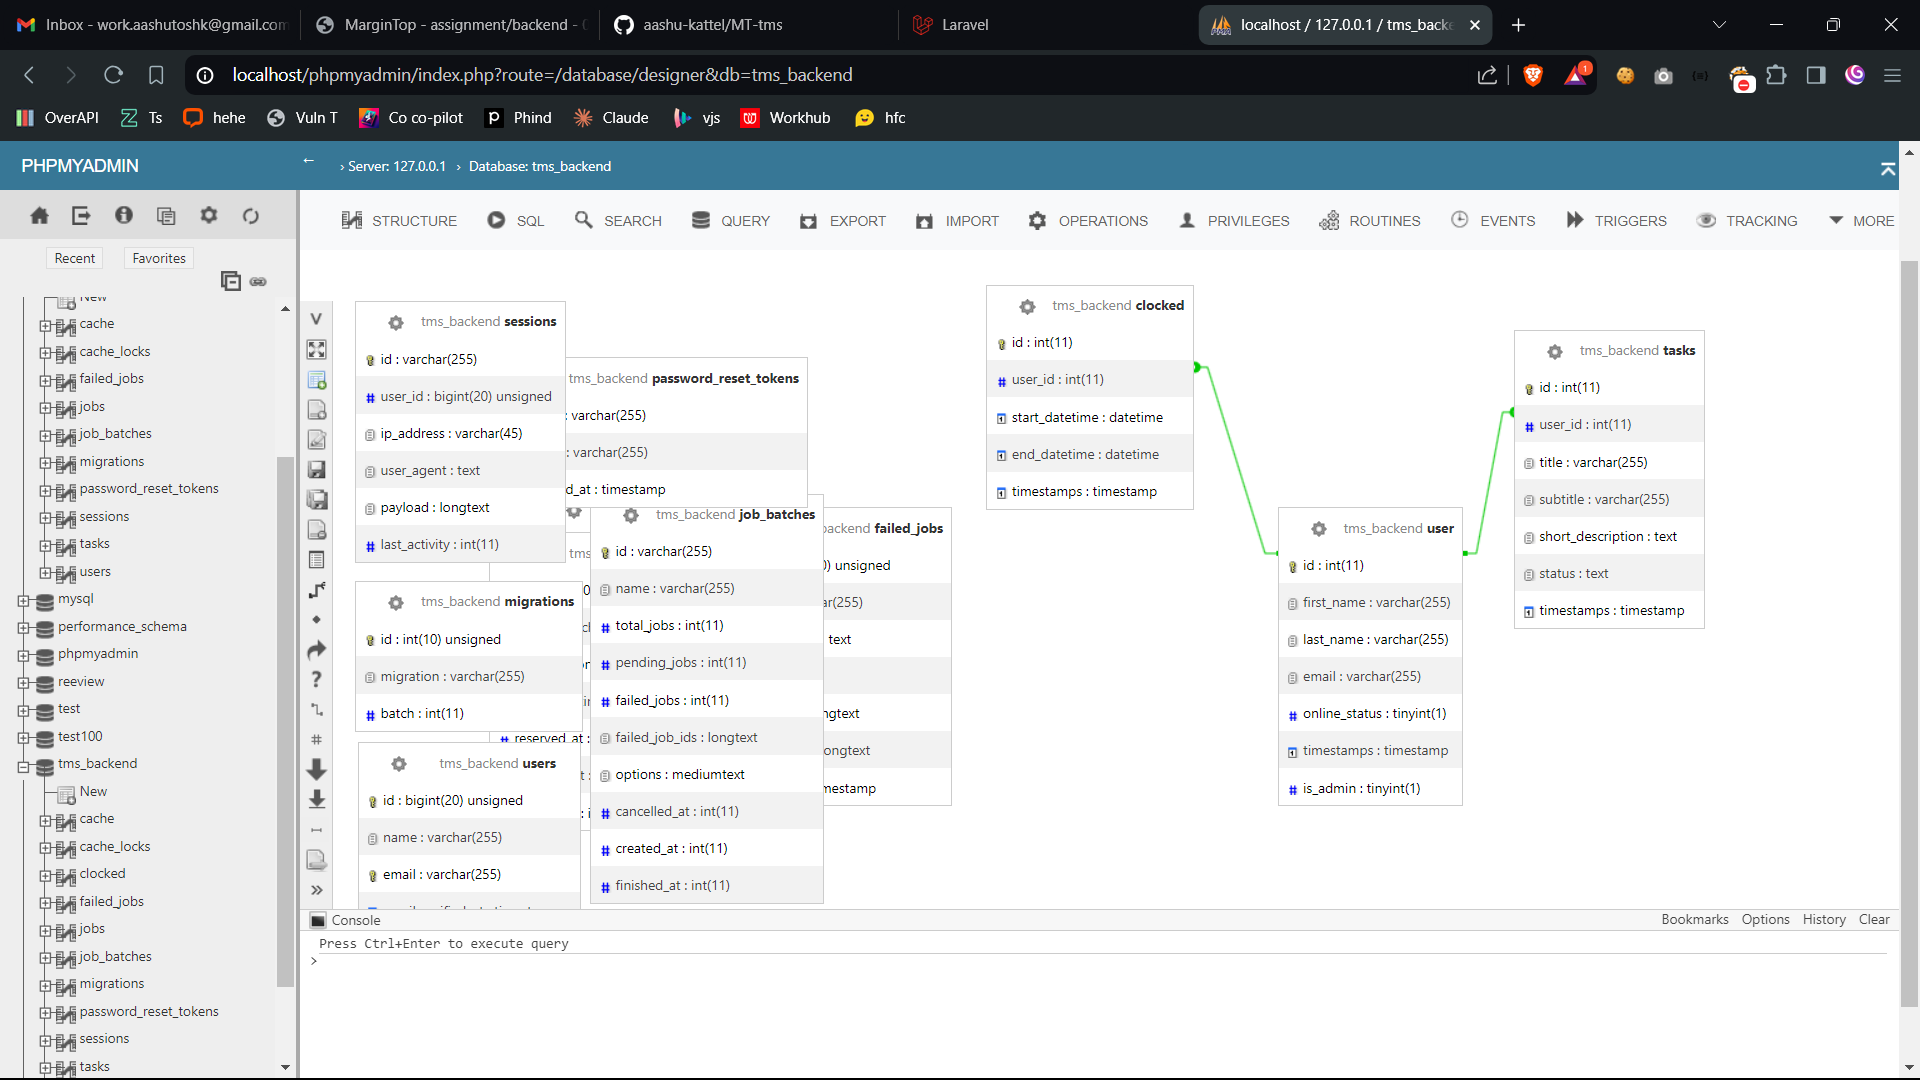 Inbox - work.aashutoshk@gmail.com
MarginTop - assignment/backend -
aashu-kattel/MT-tms
Laravel
localhost / 127.0.0.1 / tms_backe
localhost/phpmyadmin/index.php?route=/database/designer&db=tms_backend
1
OverAPI
Ts
hehe
Vuln T
Co co-pilot
Phind
Claude
vjs
Workhub
hfc
PHPMYADMIN
› Server: 127.0.0.1 › Database: tms_backend
STRUCTURE
SQL
SEARCH
QUERY
EXPORT
IMPORT
OPERATIONS
PRIVILEGES
ROUTINES
EVENTS
TRIGGERS
TRACKING
MORE
Recent
Favorites
New
cache
cache_locks
failed_jobs
jobs
job_batches
migrations
password_reset_tokens
sessions
tasks
users
mysql
performance_schema
phpmyadmin
reeview
test
test100
tms_backend
New
cache
cache_locks
clocked
failed_jobs
jobs
job_batches
migrations
password_reset_tokens
sessions
tasks
tms_backend sessions
id : varchar(255)
user_id : bigint(20) unsigned
ip_address : varchar(45)
user_agent : text
payload : longtext
last_activity : int(11)
tms_backend password_reset_tokens
: varchar(255)
varchar(255)
d_at : timestamp
tms_backend migrations
id : int(10) unsigned
migration : varchar(255)
batch : int(11)
tms
reserved_at :
tms_backend users
id : bigint(20) unsigned
name : varchar(255)
email : varchar(255)
tms_backend job_batches
id : varchar(255)
name : varchar(255)
total_jobs : int(11)
pending_jobs : int(11)
failed_jobs : int(11)
failed_job_ids : longtext
options : mediumtext
cancelled_at : int(11)
created_at : int(11)
finished_at : int(11)
backend failed_jobs
) unsigned
ar(255)
text
ngtext
ongtext
mestamp
tms_backend clocked
id : int(11)
user_id : int(11)
start_datetime : datetime
end_datetime : datetime
timestamps : timestamp
tms_backend user
id : int(11)
first_name : varchar(255)
last_name : varchar(255)
email : varchar(255)
online_status : tinyint(1)
timestamps : timestamp
is_admin : tinyint(1)
tms_backend tasks
id : int(11)
user_id : int(11)
title : varchar(255)
subtitle : varchar(255)
short_description : text
status : text
timestamps : timestamp
Console
Bookmarks
Options
History
Clear
Press Ctrl+Enter to execute query
>